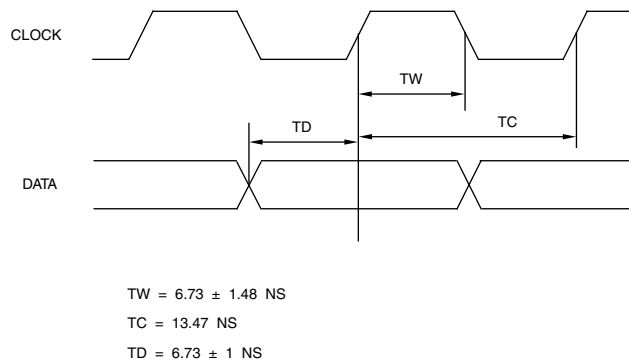 CLOCK
TW
TD
TC
DATA
TW = 6.73 ± 1.48 NS
TC = 13.47 NS
TD = 6.73 ± 1 NS